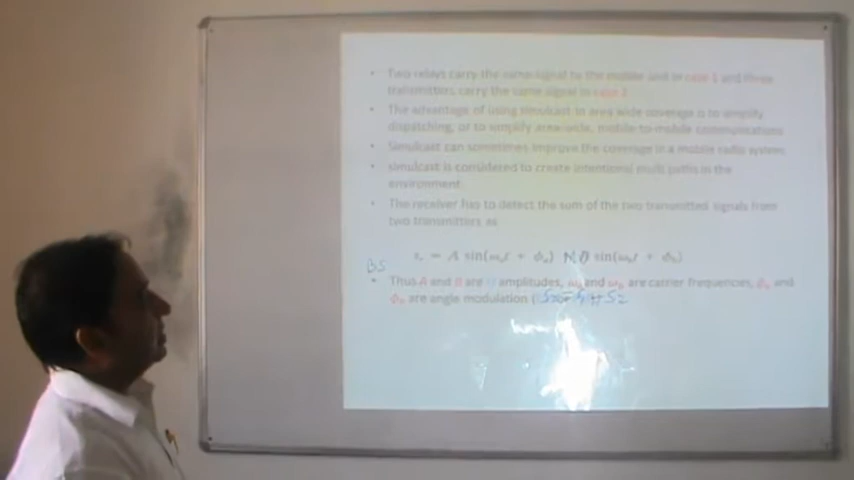 • Two relays carry the same signal to the mobile unit in case 1 and three
transmitters carry the same signal in case 2
• The advantage of using simulcast in area wide coverage is to simplify
dispatching, or to simplify areawide, mobile-to-mobile communications
• Simulcast can sometimes improve the coverage in a mobile radio system
• simulcast is considered to create intentional multi paths in the
environment.
• The receiver has to detect the sum of the two transmitted signals from
two transmitters as
= A sin( t + ) sin( t + )
BS
• Thus A and B are amplitudes, and are carrier frequencies, and
are angle modulation